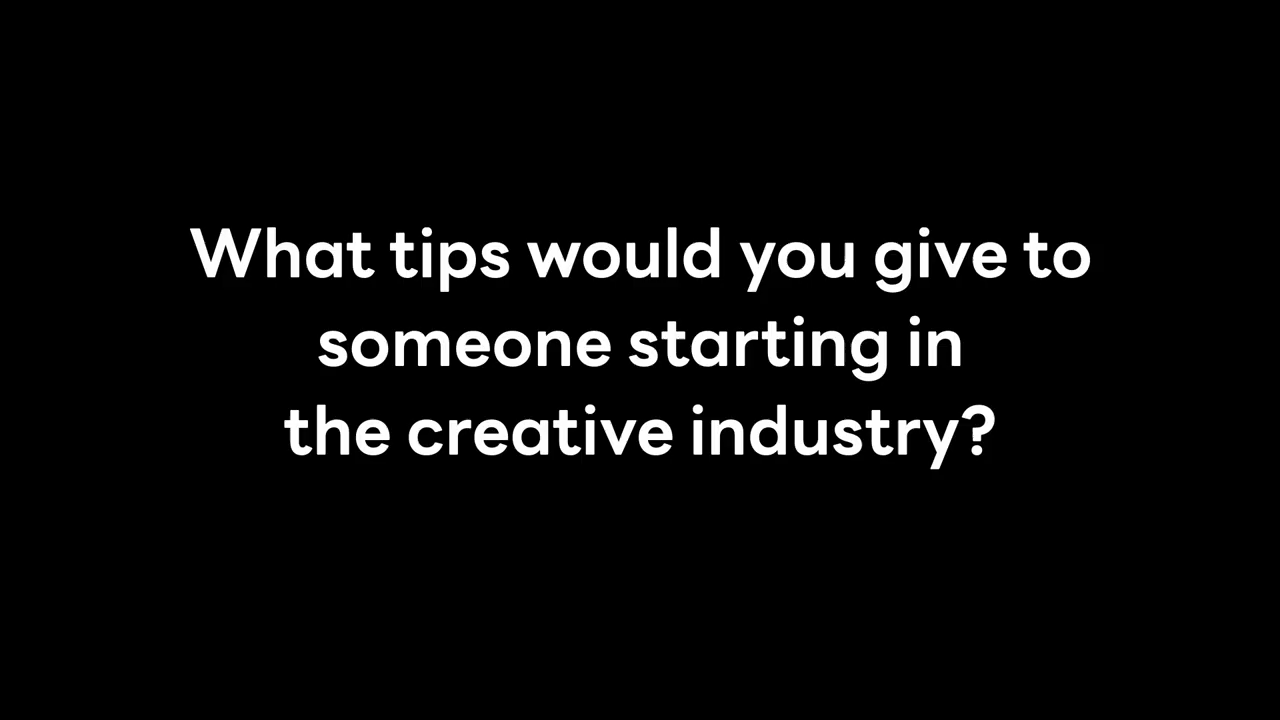 What tips would you give to
someone starting in
the creative industry?